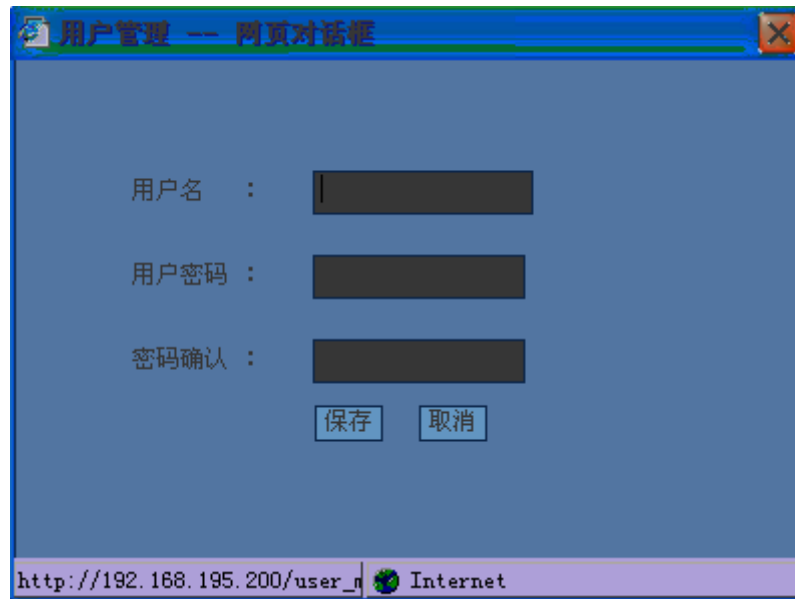 用户管理 -- 网页对话框
用户名 :
用户密码 :
密码确认 :
保存 取消
http://192.168.195.200/user_m Internet